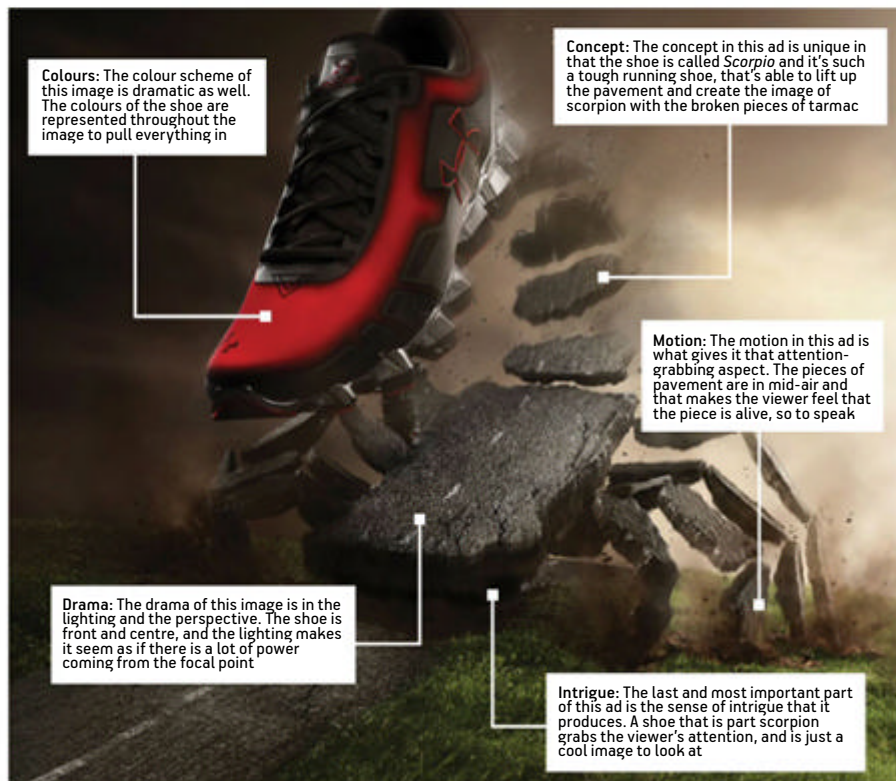 Colours: The colour scheme of
this image is dramatic as well.
The colours of the shoe are
represented throughout the
image to pull everything in
Concept: The concept in this ad is unique in
that the shoe is called Scorpio and it's such
a tough running shoe, that's able to lift up
the pavement and create the image of
scorpion with the broken pieces of tarmac
Motion: The motion in this ad is
what gives it that attention-
grabbing aspect. The pieces of
pavement are in mid-air and
that makes the viewer feel that
the piece is alive, so to speak
Drama: The drama of this image is in the
lighting and the perspective. The shoe is
front and centre, and the lighting makes
it seem as if there is a lot of power
coming from the focal point
Intrigue: The last and most important part
of this ad is the sense of intrigue that it
produces. A shoe that is part scorpion
grabs the viewer's attention, and is just a
cool image to look at